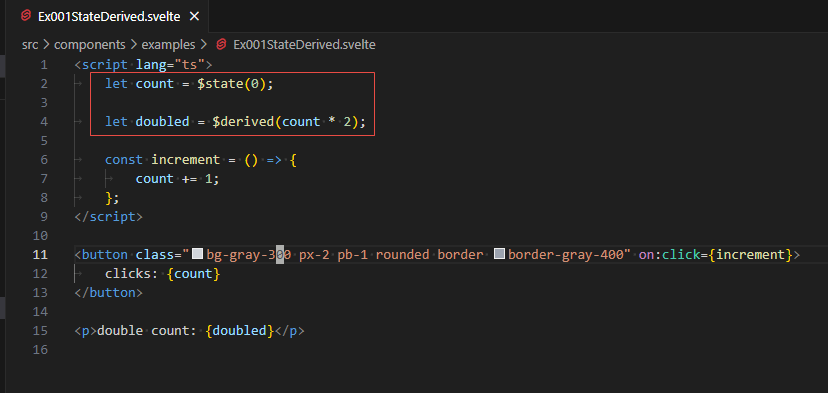 Ex001StateDerived.svelte
src > components > examples > Ex001StateDerived.svelte
1 <script lang="ts">
2 let count = $state(0);
3
4 let doubled = $derived(count * 2);
5
6 const increment = () => {
7 count += 1;
8 };
9 </script>
10
11 <button class="bg-gray-300 px-2 pb-1 rounded border border-gray-400" on:click={increment}>
12 clicks: {count}
13 </button>
14
15 <p>double count: {doubled}</p>
16